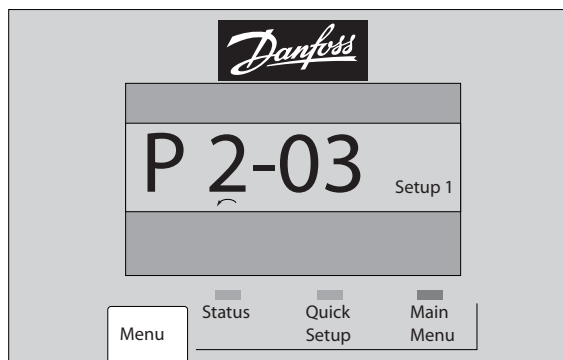 Danfoss
P 2-03
Setup 1
Menu
Status
Quick
Setup
Main
Menu